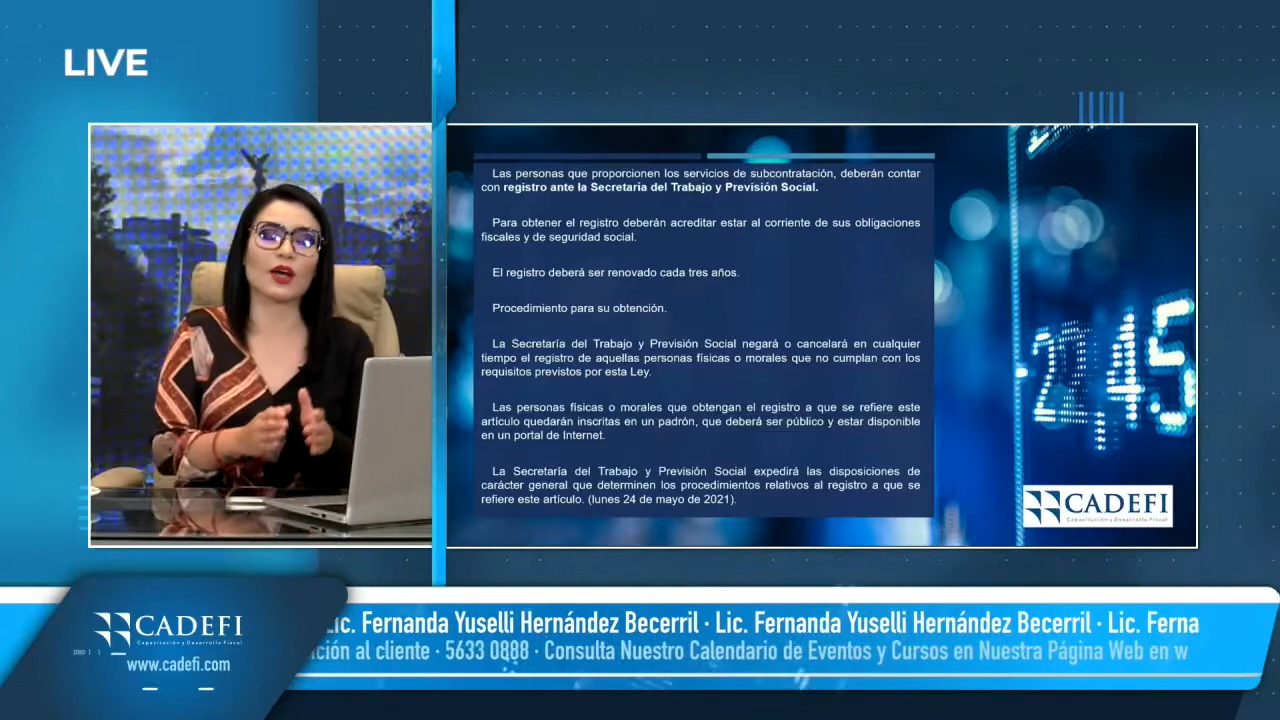 LIVE
Las personas que proporcionen los servicios de subcontratación, deberán contar
con registro ante la Secretaría del Trabajo y Previsión Social.
Para obtener el registro deberán acreditar estar al corriente de sus obligaciones
fiscales y de seguridad social.
El registro deberá ser renovado cada tres años.
Procedimiento para su obtención.
La Secretaría del Trabajo y Previsión Social negará o cancelará en cualquier
tiempo el registro de aquellas personas físicas o morales que no cumplan con los
requisitos previstos por esta Ley.
Las personas físicas o morales que obtengan el registro a que se refiere este
artículo quedarán inscritas en un padrón, que deberá ser público y estar disponible
en un portal de Internet.
La Secretaría del Trabajo y Previsión Social expedirá las disposiciones de
carácter general que determinen los procedimientos relativos al registro a que se
refiere este artículo. (lunes 24 de mayo de 2021).
CADEFI
Capacitación y Desarrollo Fiscal
CADEFI
Capacitación y Desarrollo Fiscal
www.cadefi.com
Lic. Fernanda Yuselli Hernández Becerril · Lic. Fernanda Yuselli Hernández Becerril · Lic. Ferna
ción al cliente · 5633 0888 · Consulta Nuestro Calendario de Eventos y Cursos en Nuestra Página Web en w